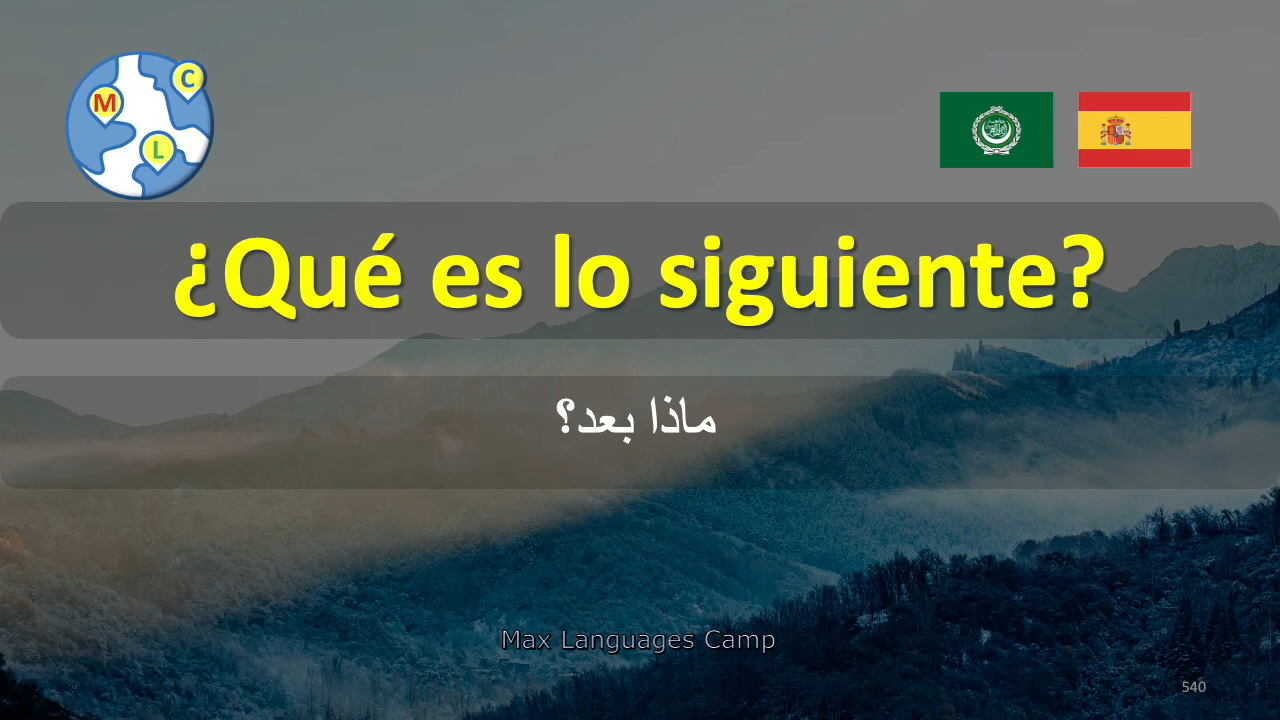 M
C
L
¿Qué es lo siguiente?
ماذا بعد؟
Max Languages Camp
540